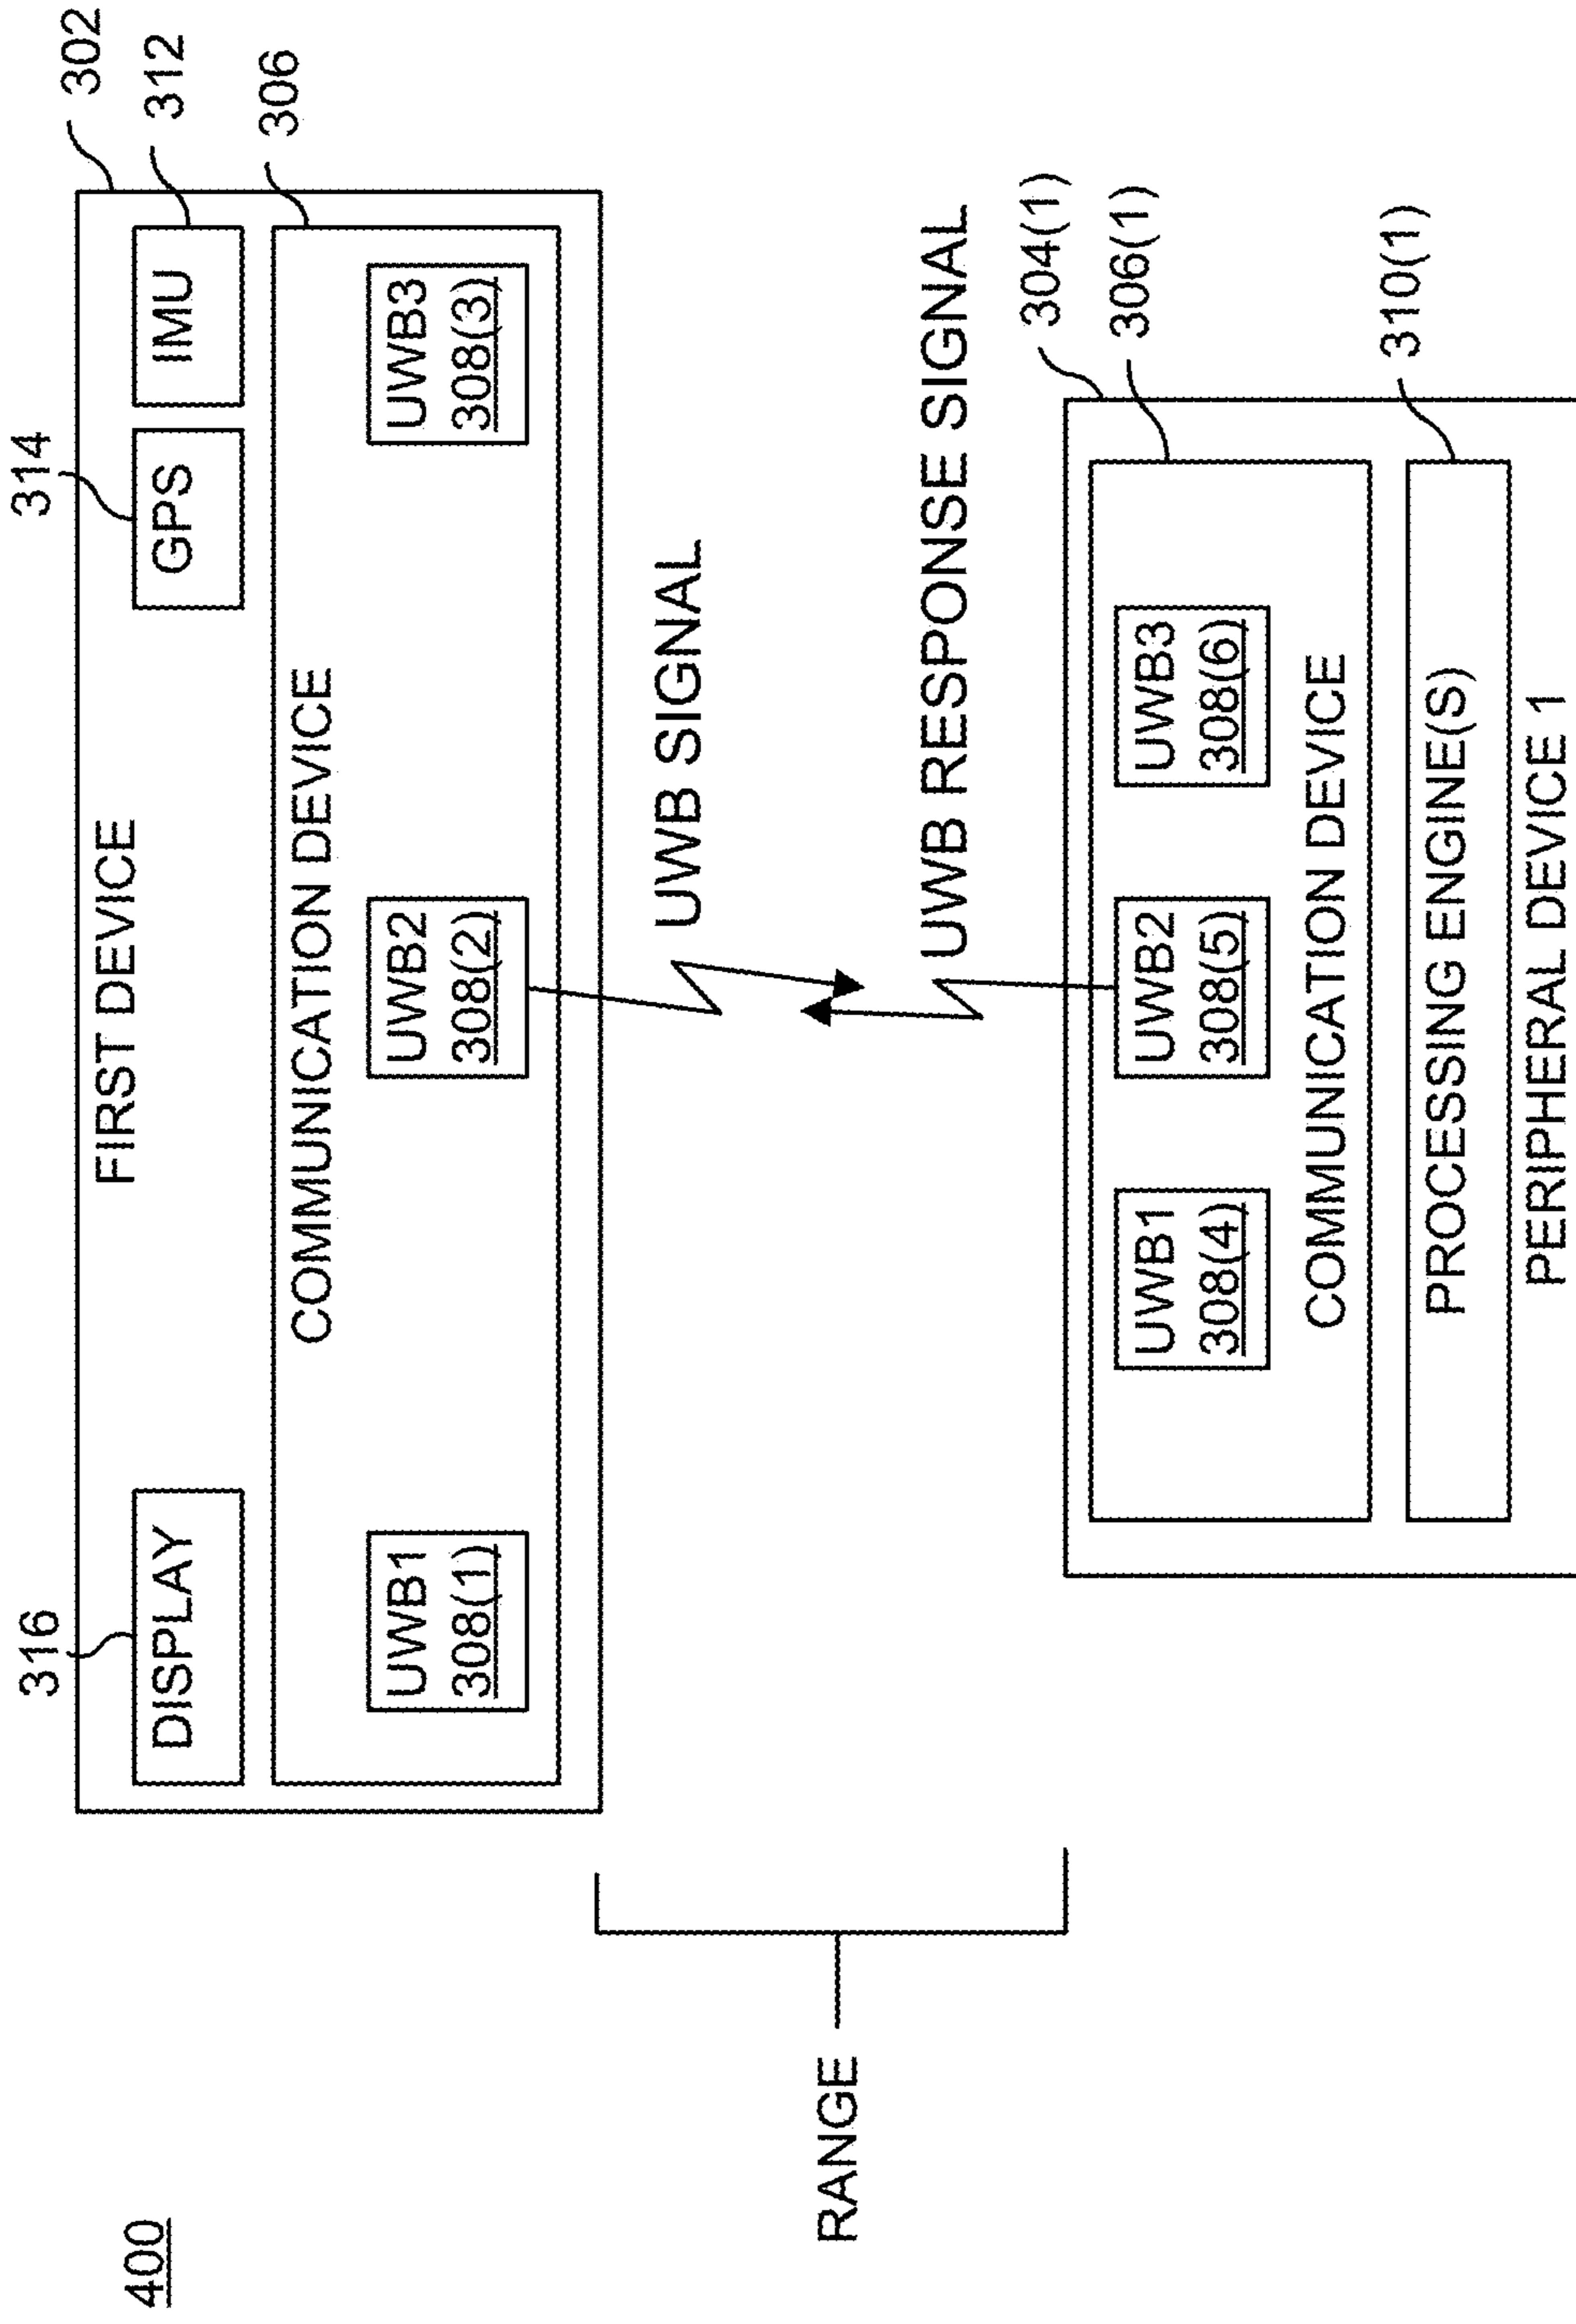 400
316
314
302
DISPLAY
FIRST DEVICE
GPS
IMU
312
COMMUNICATION DEVICE
306
UWB1
308(1)
UWB2
308(2)
UWB3
308(3)
UWB SIGNAL
RANGE
UWB RESPONSE SIGNAL
304(1)
UWB1
308(4)
UWB2
308(5)
UWB3
308(6)
306(1)
COMMUNICATION DEVICE
PROCESSING ENGINE(S)
310(1)
PERIPHERAL DEVICE 1